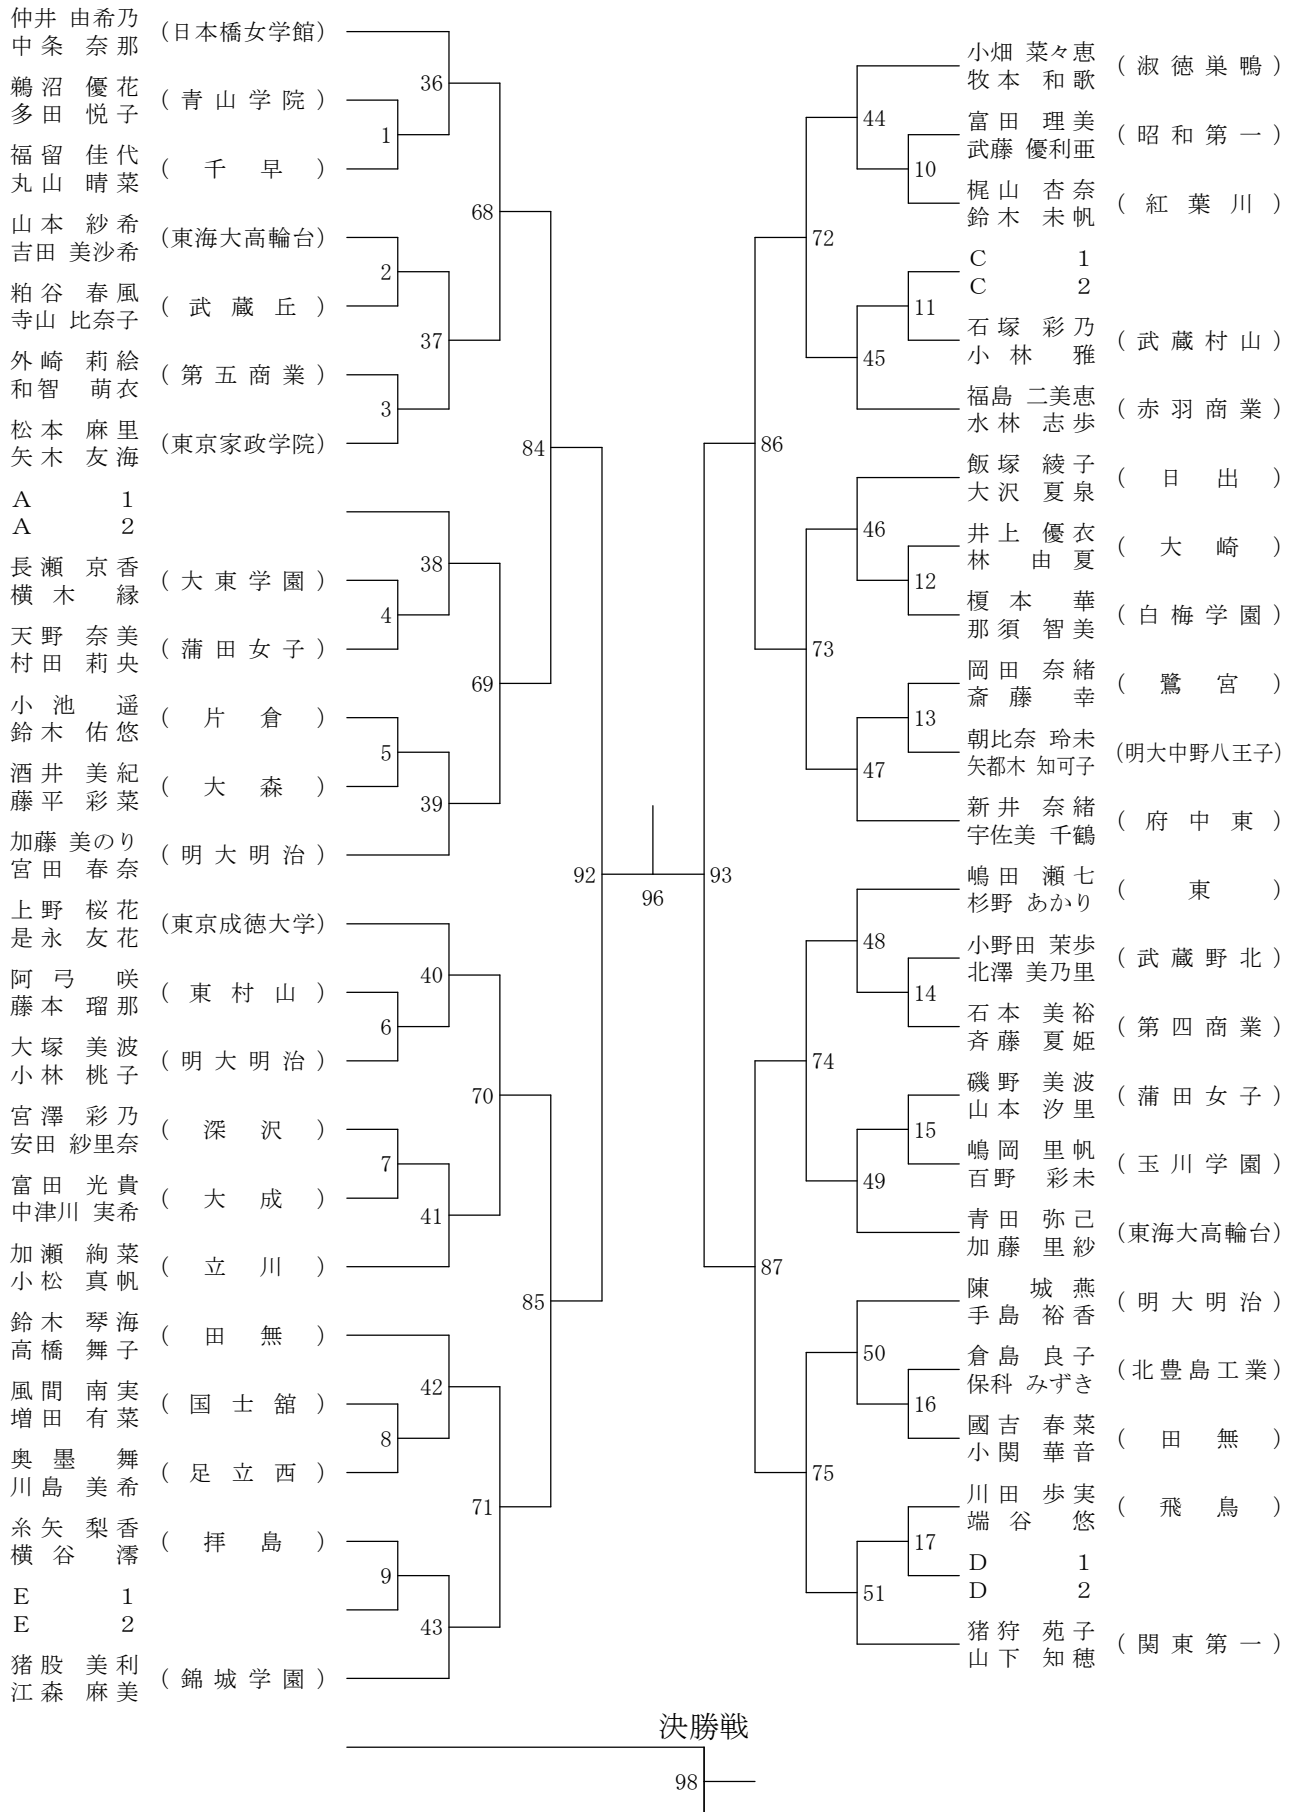 仲井 由希乃
中条 奈那
(日本橋女学館)
鵜沼 優花
多田 悦子
(青山学院)
福留 佳代
丸山 晴菜
(千早)
山本 紗希
吉田 美沙希
(東海大高輪台)
粕谷 春風
寺山 比奈子
(武蔵丘)
外崎 莉絵
和智 萌衣
(第五商業)
松本 麻里
矢木 友海
(東京家政学院)
A 1
A 2
長瀬 京香
横木 縁
(大東学園)
天野 奈美
村田 莉央
(蒲田女子)
小池 遥
鈴木 佑悠
(片倉)
酒井 美紀
藤平 彩菜
(大森)
加藤 美のり
宮田 春奈
(明大明治)
上野 桜花
是永 友花
(東京成徳大学)
阿弓 咲
藤本 瑠那
(東村山)
大塚 美波
小林 桃子
(明大明治)
宮澤 彩乃
安田 紗里奈
(深沢)
富田 光貴
中津川 実希
(大成)
加瀬 絢菜
小松 真帆
(立川)
鈴木 琴海
高橋 舞子
(田無)
風間 南実
増田 有菜
(国士舘)
奥墨 舞
川島 美希
(足立西)
糸矢 梨香
横谷 澪
(拝島)
E 1
E 2
猪股 美利
江森 麻美
(錦城学園)
1
2
3
4
5
6
7
8
9
36
37
38
39
40
41
42
43
68
69
70
71
84
85
92
96
93
86
87
72
73
74
75
44
45
46
47
48
49
50
51
10
11
12
13
14
15
16
17
小畑 菜々恵
牧本 和歌
(淑徳巣鴨)
富田 理美
武藤 優利亜
(昭和第一)
梶山 杏奈
鈴木 未帆
(紅葉川)
C 1
C 2
石塚 彩乃
小林 雅
(武蔵村山)
福島 二美恵
水林 志歩
(赤羽商業)
飯塚 綾子
大沢 夏泉
(日出)
井上 優衣
林 由夏
(大崎)
榎本 華
那須 智美
(白梅学園)
岡田 奈緒
斎藤 幸
(鷺宮)
朝比奈 玲未
矢都木 知可子
(明大中野八王子)
新井 奈緒
宇佐美 千鶴
(府中東)
嶋田 瀬七
杉野 あかり
(東)
小野田 茉歩
北澤 美乃里
(武蔵野北)
石本 美裕
斉藤 夏姫
(第四商業)
磯野 美波
山本 汐里
(蒲田女子)
嶋岡 里帆
百野 彩未
(玉川学園)
青田 弥己
加藤 里紗
(東海大高輪台)
陳 城燕
手島 裕香
(明大明治)
倉島 良子
保科 みずき
(北豊島工業)
國吉 春菜
小関 華音
(田無)
川田 歩実
端谷 悠
(飛鳥)
D 1
D 2
猪狩 苑子
山下 知穂
(関東第一)
決勝戦
98